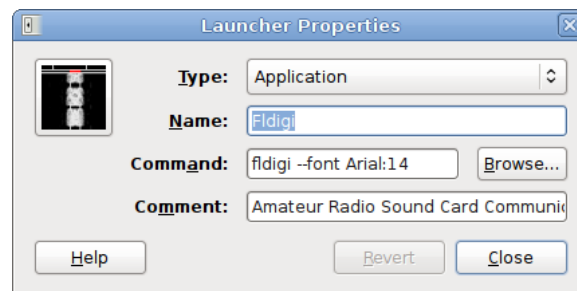 Launcher Properties
Type: Application
Name: Fldigi
Command: fldigi --font Arial:14 Browse...
Comment: Amateur Radio Sound Card
Help Revert Close